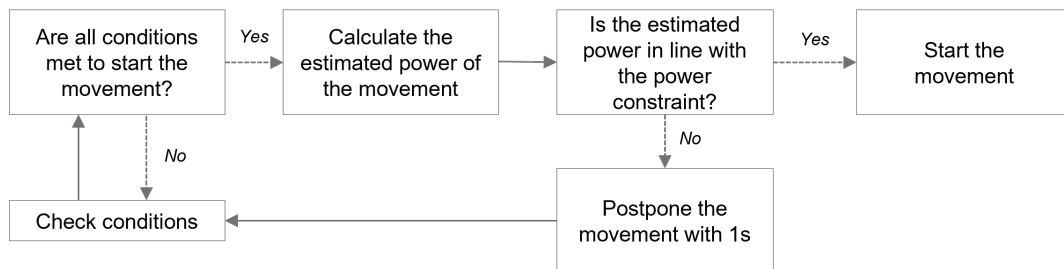 Are all conditions
met to start the
movement?
Yes
Calculate the
estimated power of
the movement
Is the estimated
power in line with
the power
constraint?
Yes
Start the
movement
No
No
Check conditions
Postpone the
movement with 1s